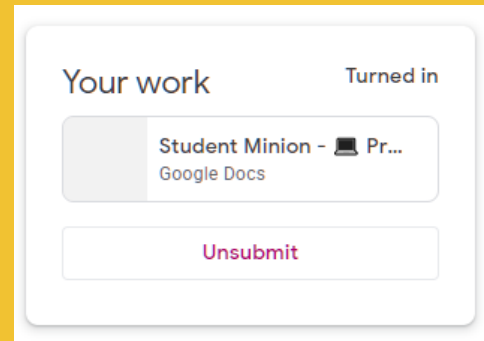 Your work
Turned in
Student Minion - 💻 Pr...
Google Docs
Unsubmit